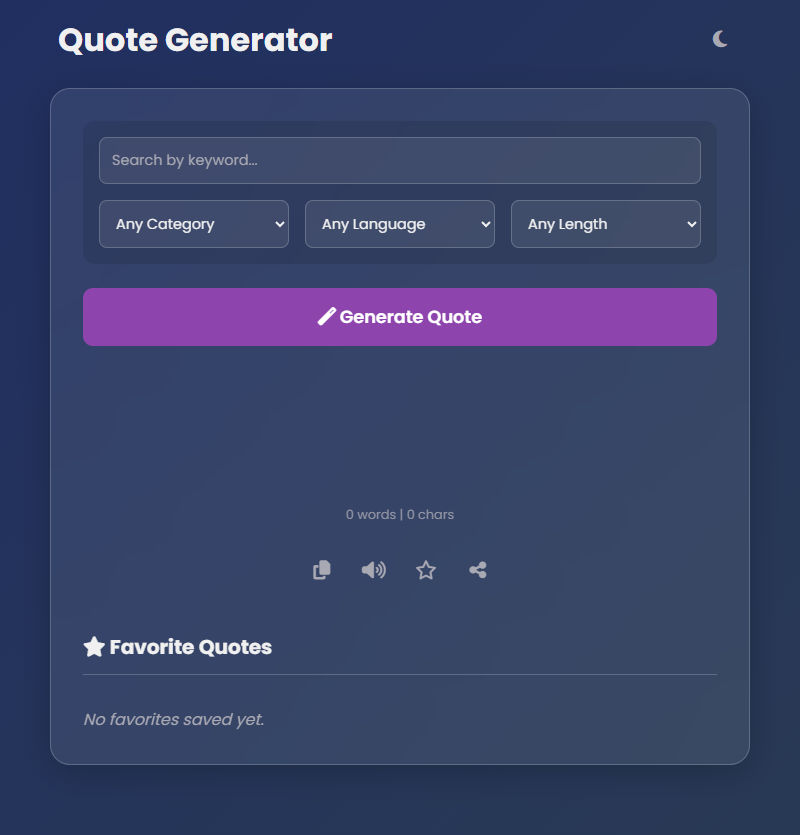 Quote Generator
Search by keyword...
Any Category Any Language Any Length
Generate Quote
0 words | 0 chars
Favorite Quotes
No favorites saved yet.